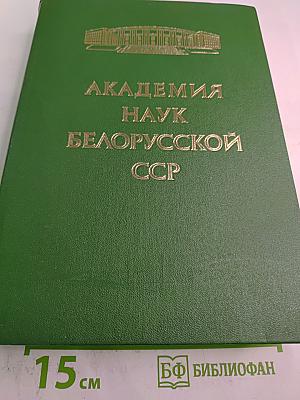 АКАДЕМИЯ
НАУК
БЕЛОРУССКОЙ
ССР
15 см
БФ БИБЛИОФАН